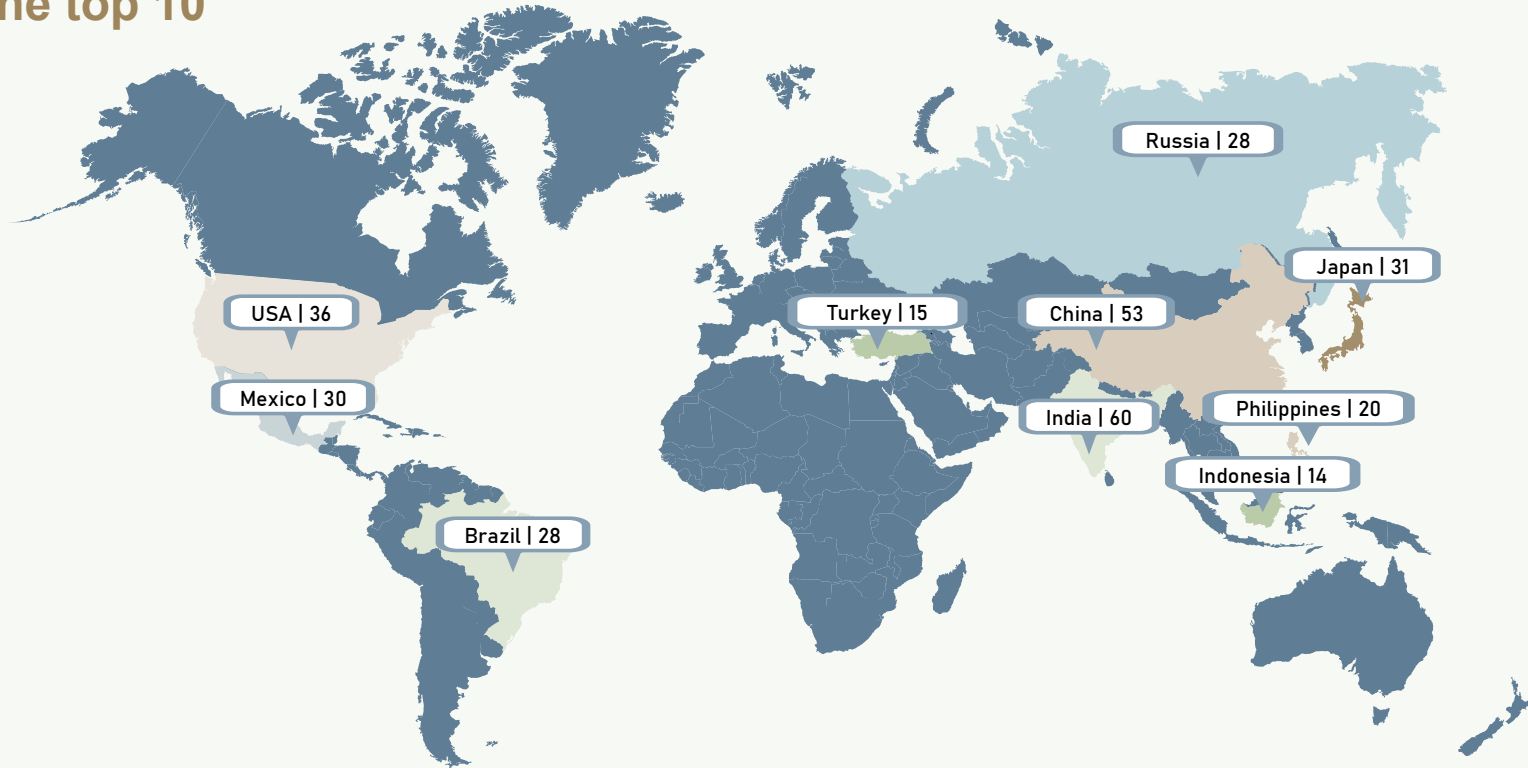 he top 10
Russia | 28
Japan | 31
USA | 36
Turkey | 15
China | 53
Mexico | 30
India | 60
Philippines | 20
Indonesia | 14
Brazil | 28